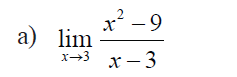 a) lim x→3 (x² − 9)/(x − 3)